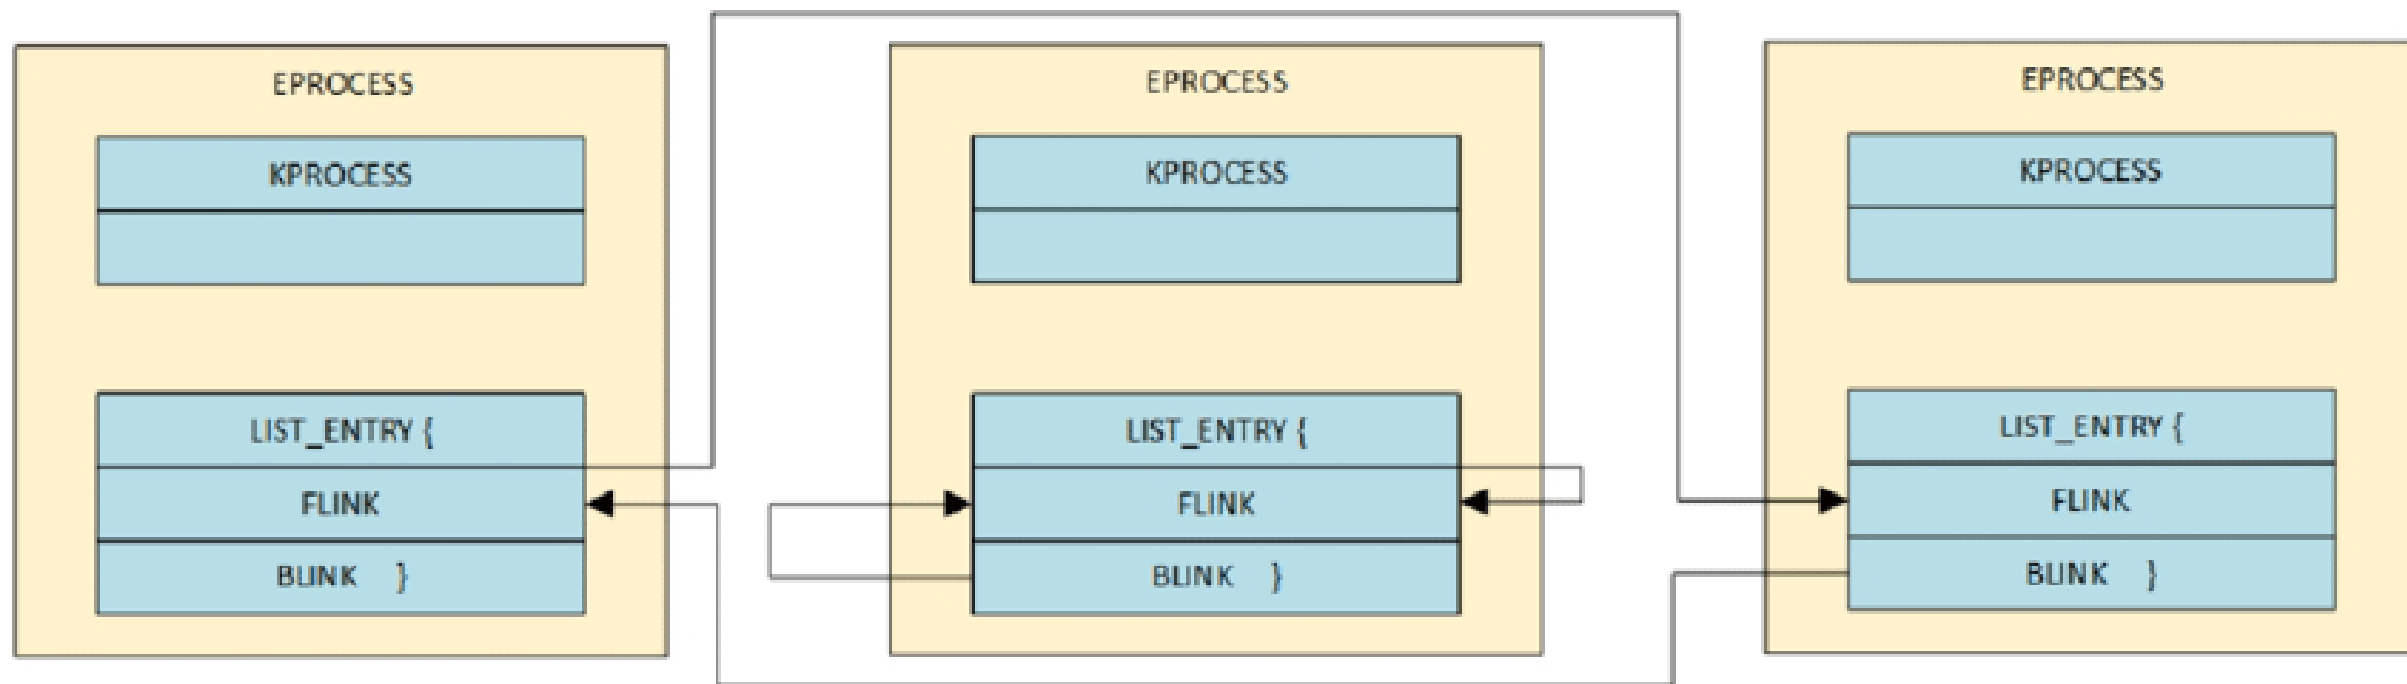 EPROCESS
KPROCESS
LIST_ENTRY {
FLINK
BLINK }
EPROCESS
KPROCESS
LIST_ENTRY {
FLINK
BLINK }
EPROCESS
KPROCESS
LIST_ENTRY {
FLINK
BLINK }